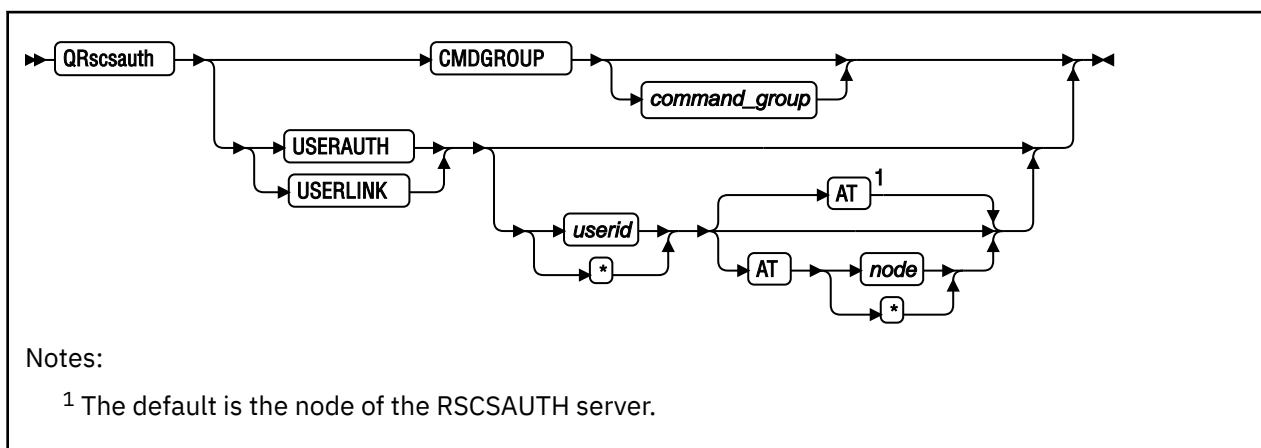 QRscsauth CMDGROUP
command_group
USERAUTH
USERLINK
AT 1
userid
*
AT node
*
Notes:
1 The default is the node of the RSCSAUTH server.